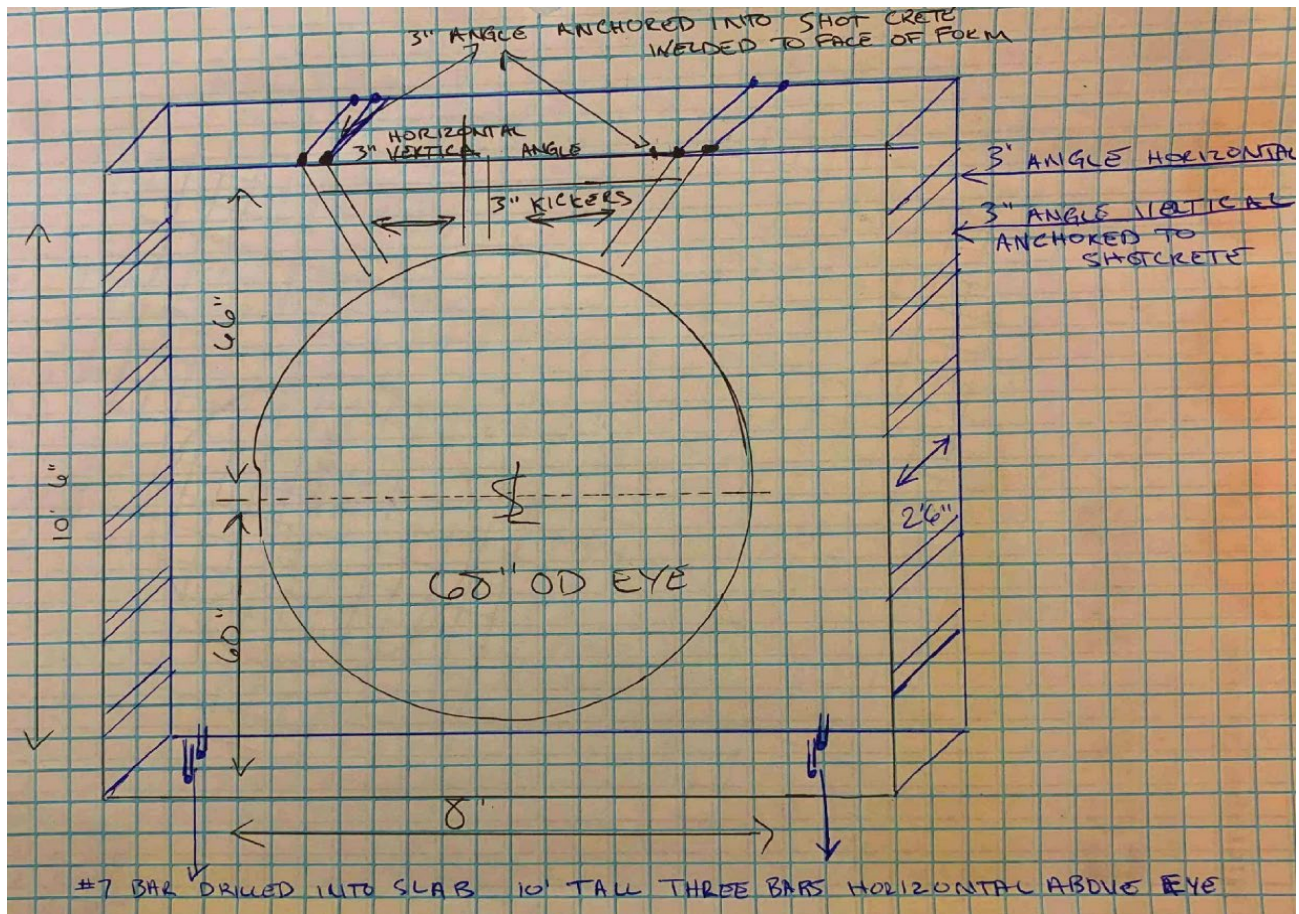 3" ANGLE ANCHORED INTO SHOT CRETE
WELDED TO FACE OF FORM
HORIZONTAL
3" VERTICAL ANGLE
3" KICKERS
3" ANGLE HORIZONTAL
3" ANGLE VERTICAL
ANCHORED TO
SHOTCRETE
66"
10' 6"
2'6"
68" OD EYE
60"
8'
#7 BAR DRILLED INTO SLAB 10' TALL THREE BARS HORIZONTAL ABOVE EYE